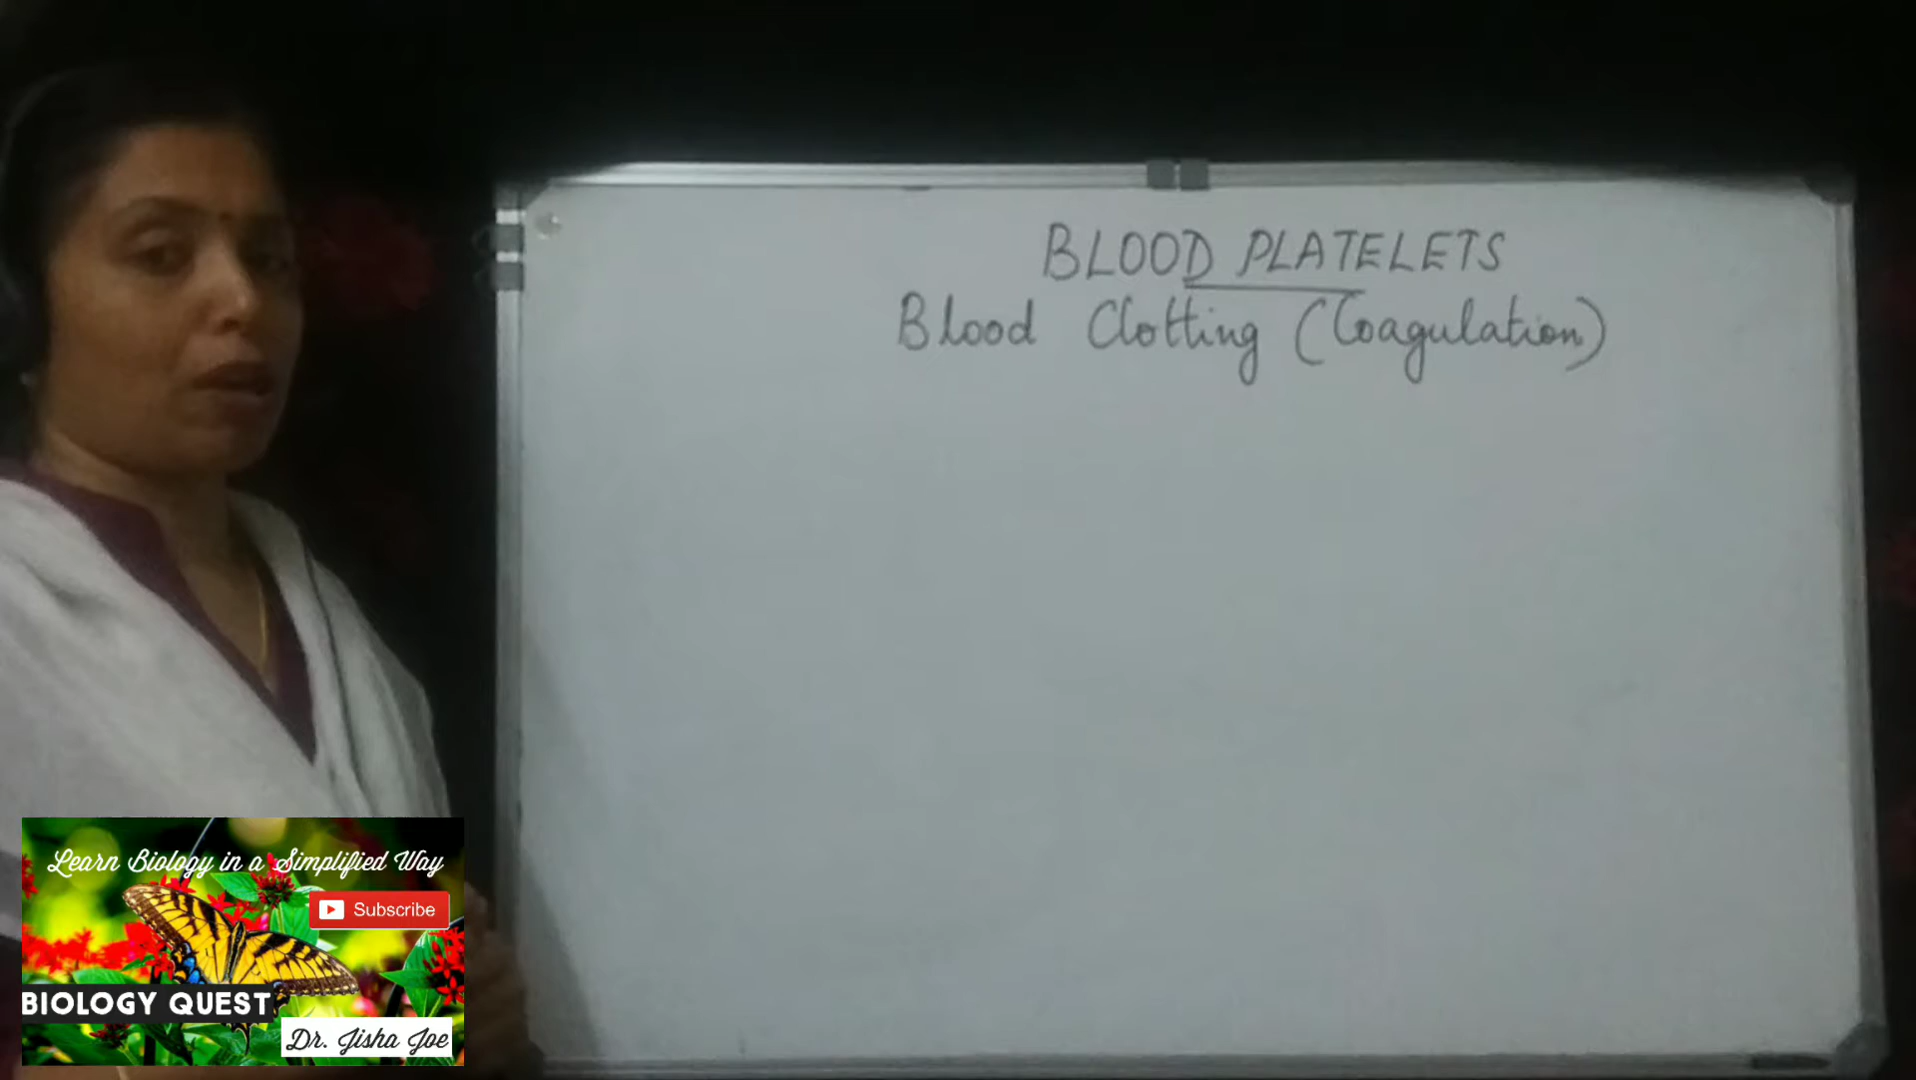 BLOOD PLATELETS
Blood Clotting (Coagulation)
Learn Biology in a Simplified Way
Subscribe
BIOLOGY QUEST
Dr. Jisha Joe